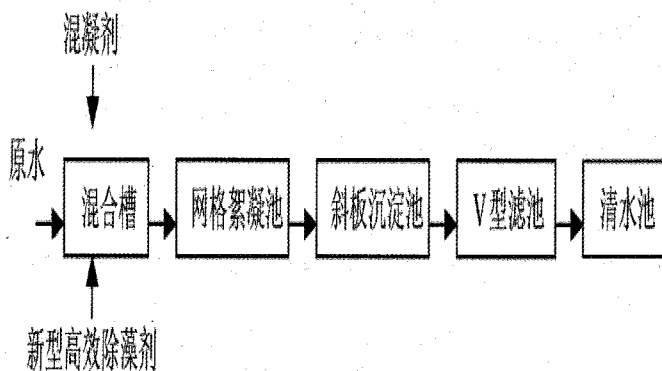 混凝剂
原水
混合槽
网格絮凝池
斜板沉淀池
V型滤池
清水池
新型高效除藻剂